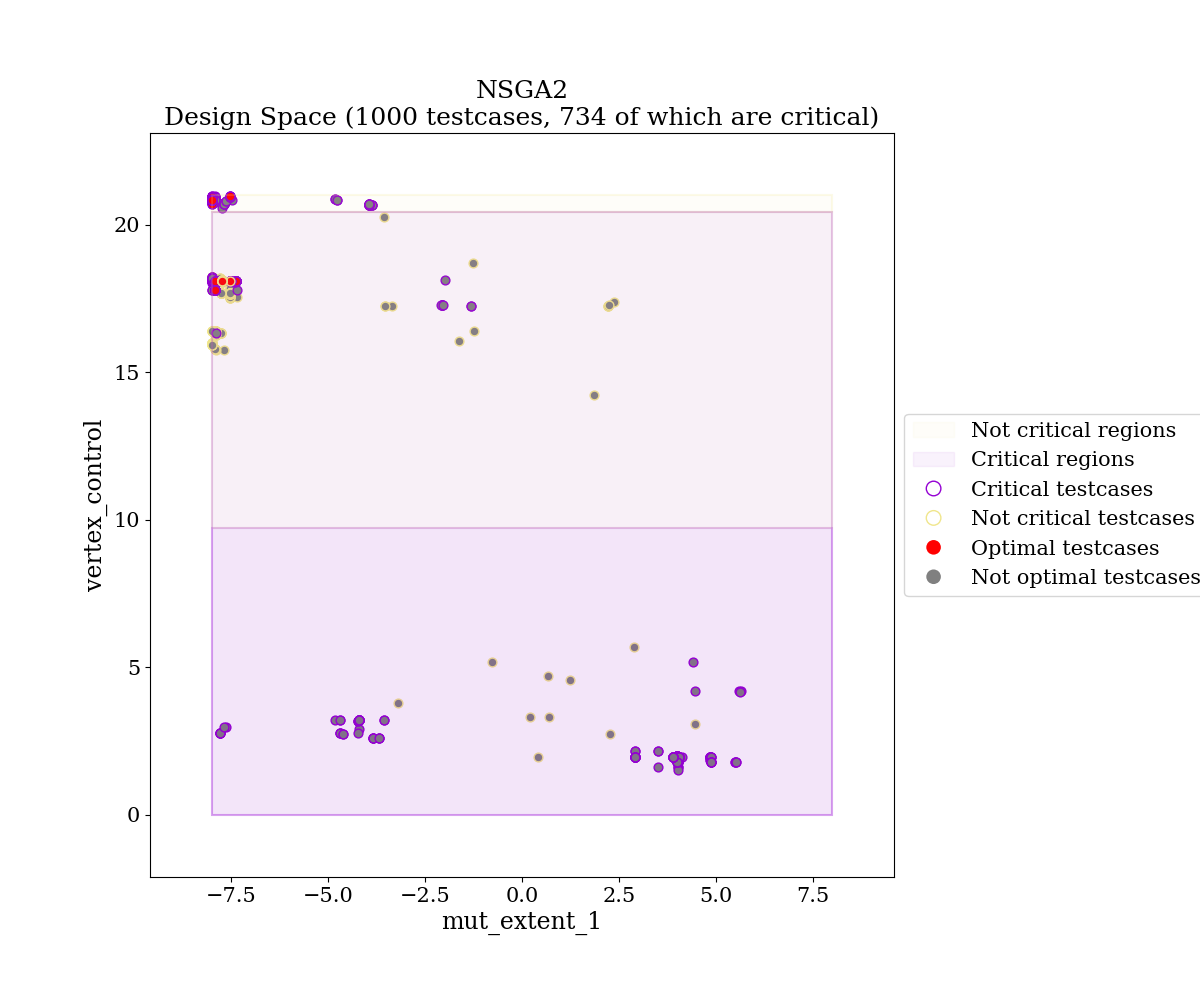 NSGA2
Design Space (1000 testcases, 734 of which are critical)
20
15
10
5
0
vertex_control
−7.5
−5.0
−2.5
0.0
2.5
5.0
7.5
mut_extent_1
Not critical regions
Critical regions
Critical testcases
Not critical testcases
Optimal testcases
Not optimal testcases